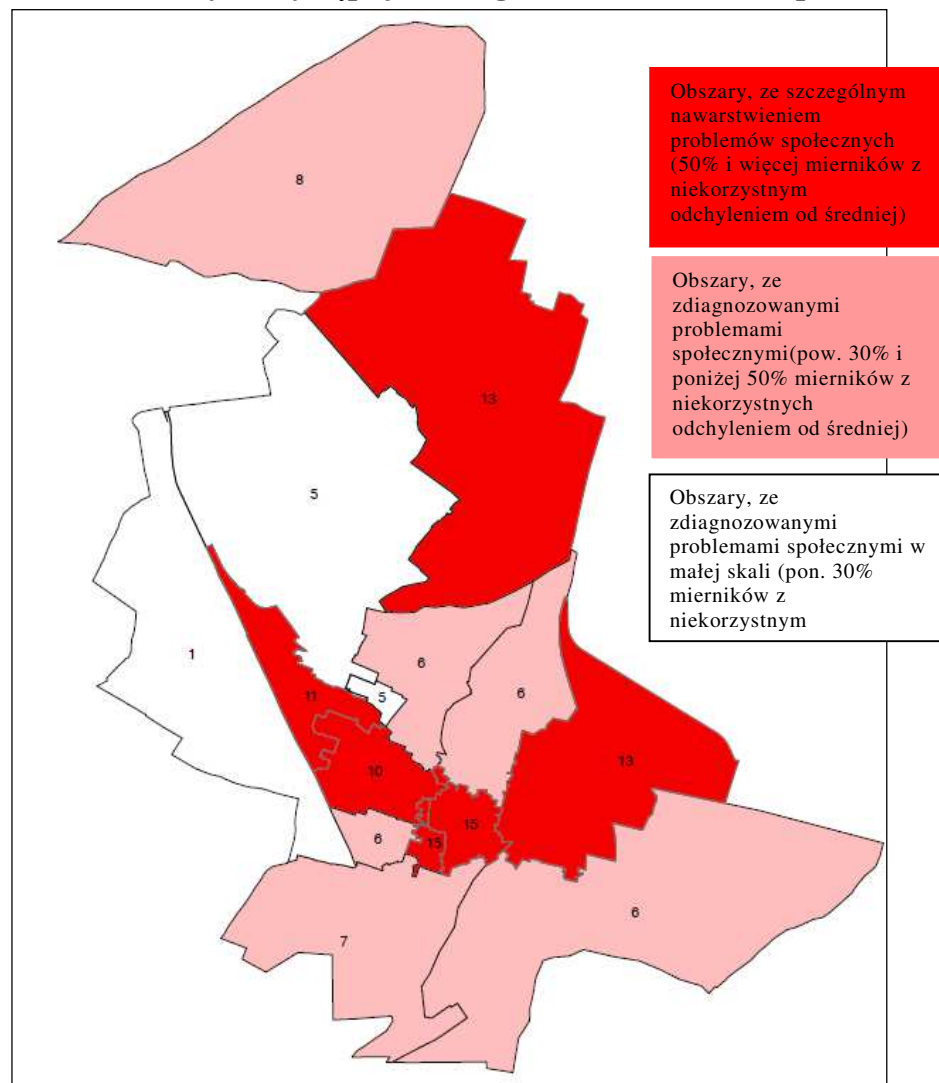 8
Obszary, ze szczególnym
nawarstwieniem
problemów społecznych
(50% i więcej mierników z
niekorzystnym
odchyleniem od średniej)
Obszary, ze
zdiagnozowanymi
problemami
społecznymi(pow. 30% i
poniżej 50% mierników z
niekorzystnych
odchyleniem od średniej)
13
5
Obszary, ze
zdiagnozowanymi
problemami społecznymi w
małej skali (pon. 30%
mierników z
niekorzystnym
1
6
6
11
5
10
13
15
15
6
7
6